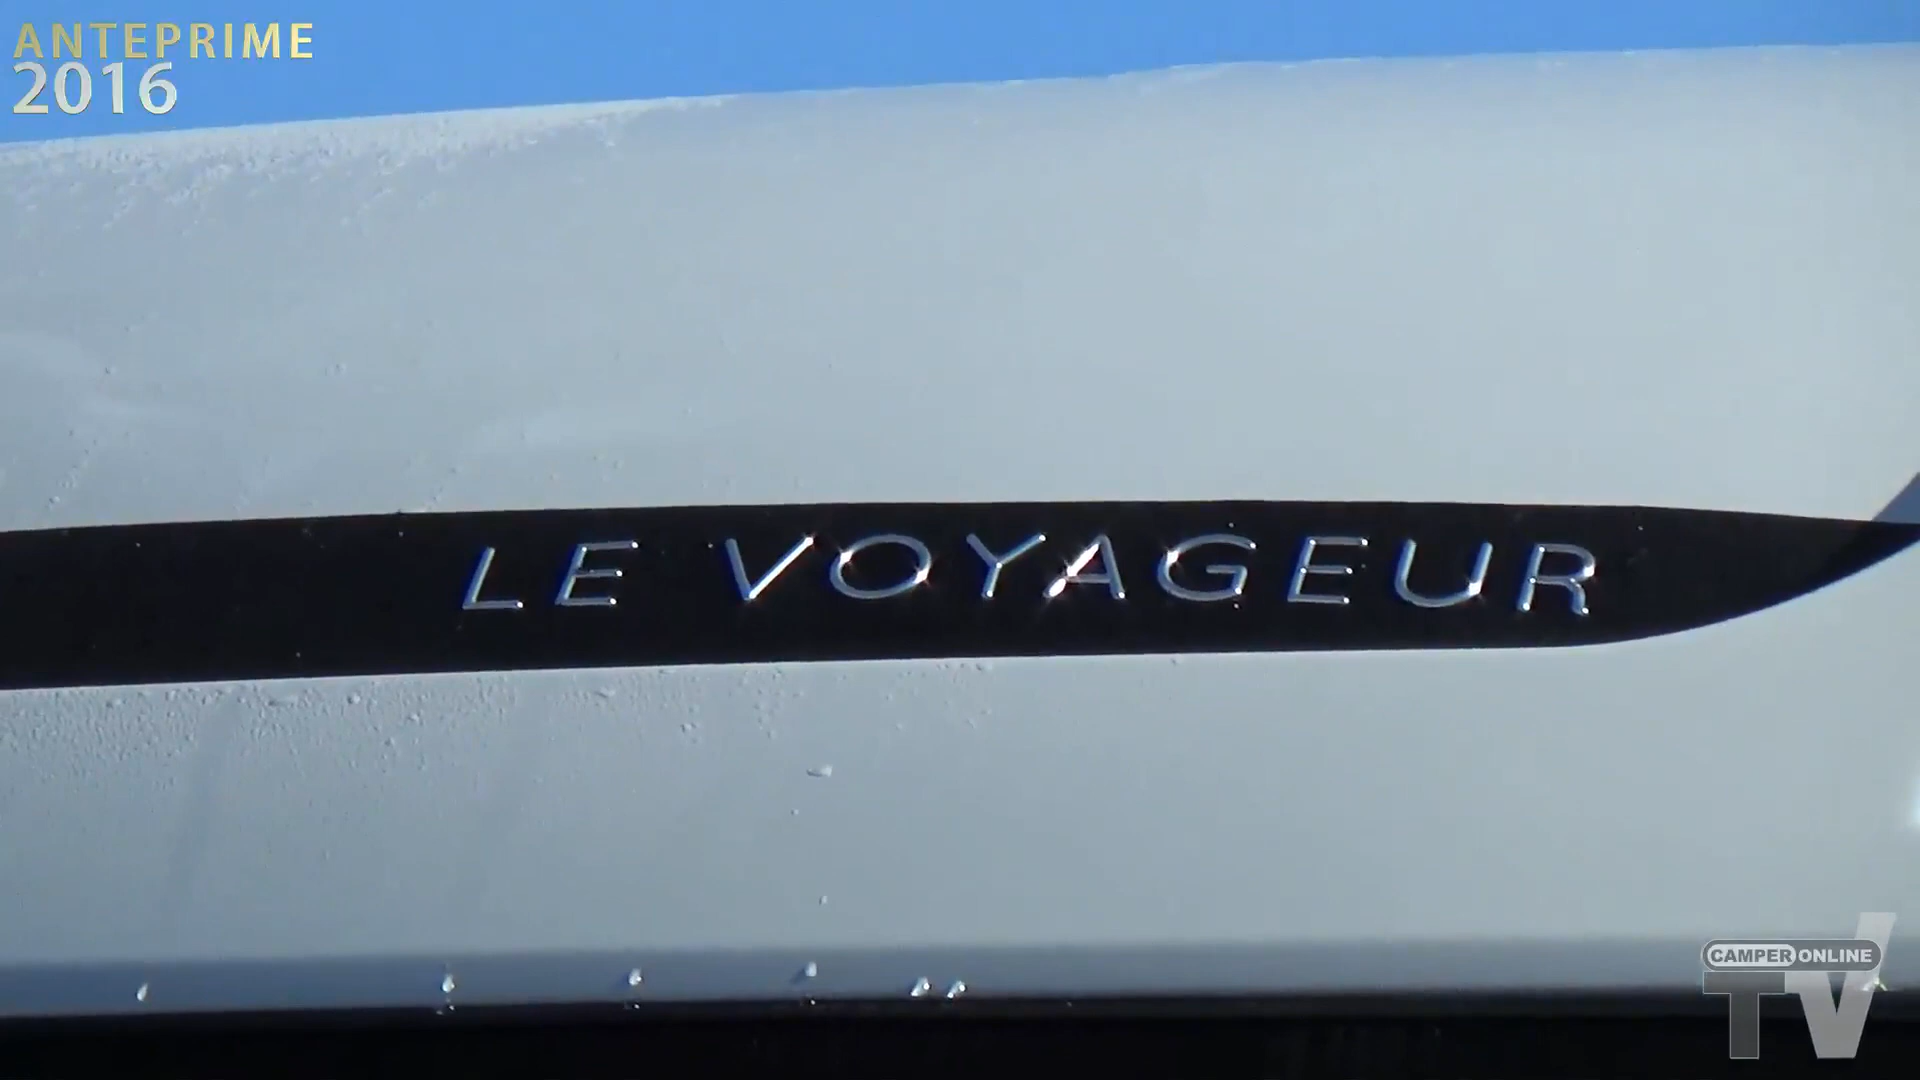 ANTEPRIME
2016
LE VOYAGEUR
CAMPER ONLINE
TV